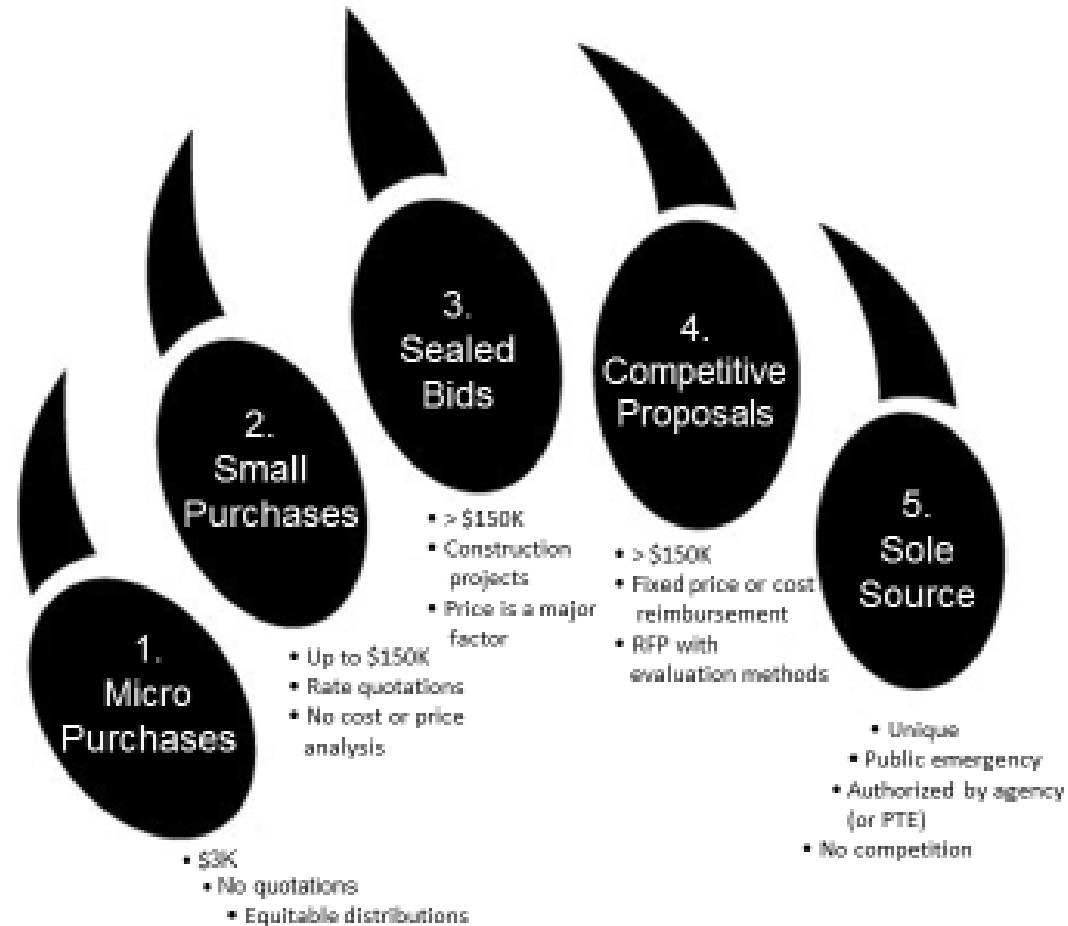 1.
Micro
Purchases
• $3K
• No quotations
• Equitable distributions
2.
Small
Purchases
• Up to $150K
• Rate quotations
• No cost or price
analysis
3.
Sealed
Bids
• > $150K
• Construction
projects
• Price is a major
factor
4.
Competitive
Proposals
• > $150K
• Fixed price or cost
reimbursement
• RFP with
evaluation methods
5.
Sole
Source
• Unique
• Public emergency
• Authorized by agency
(or PTE)
• No competition